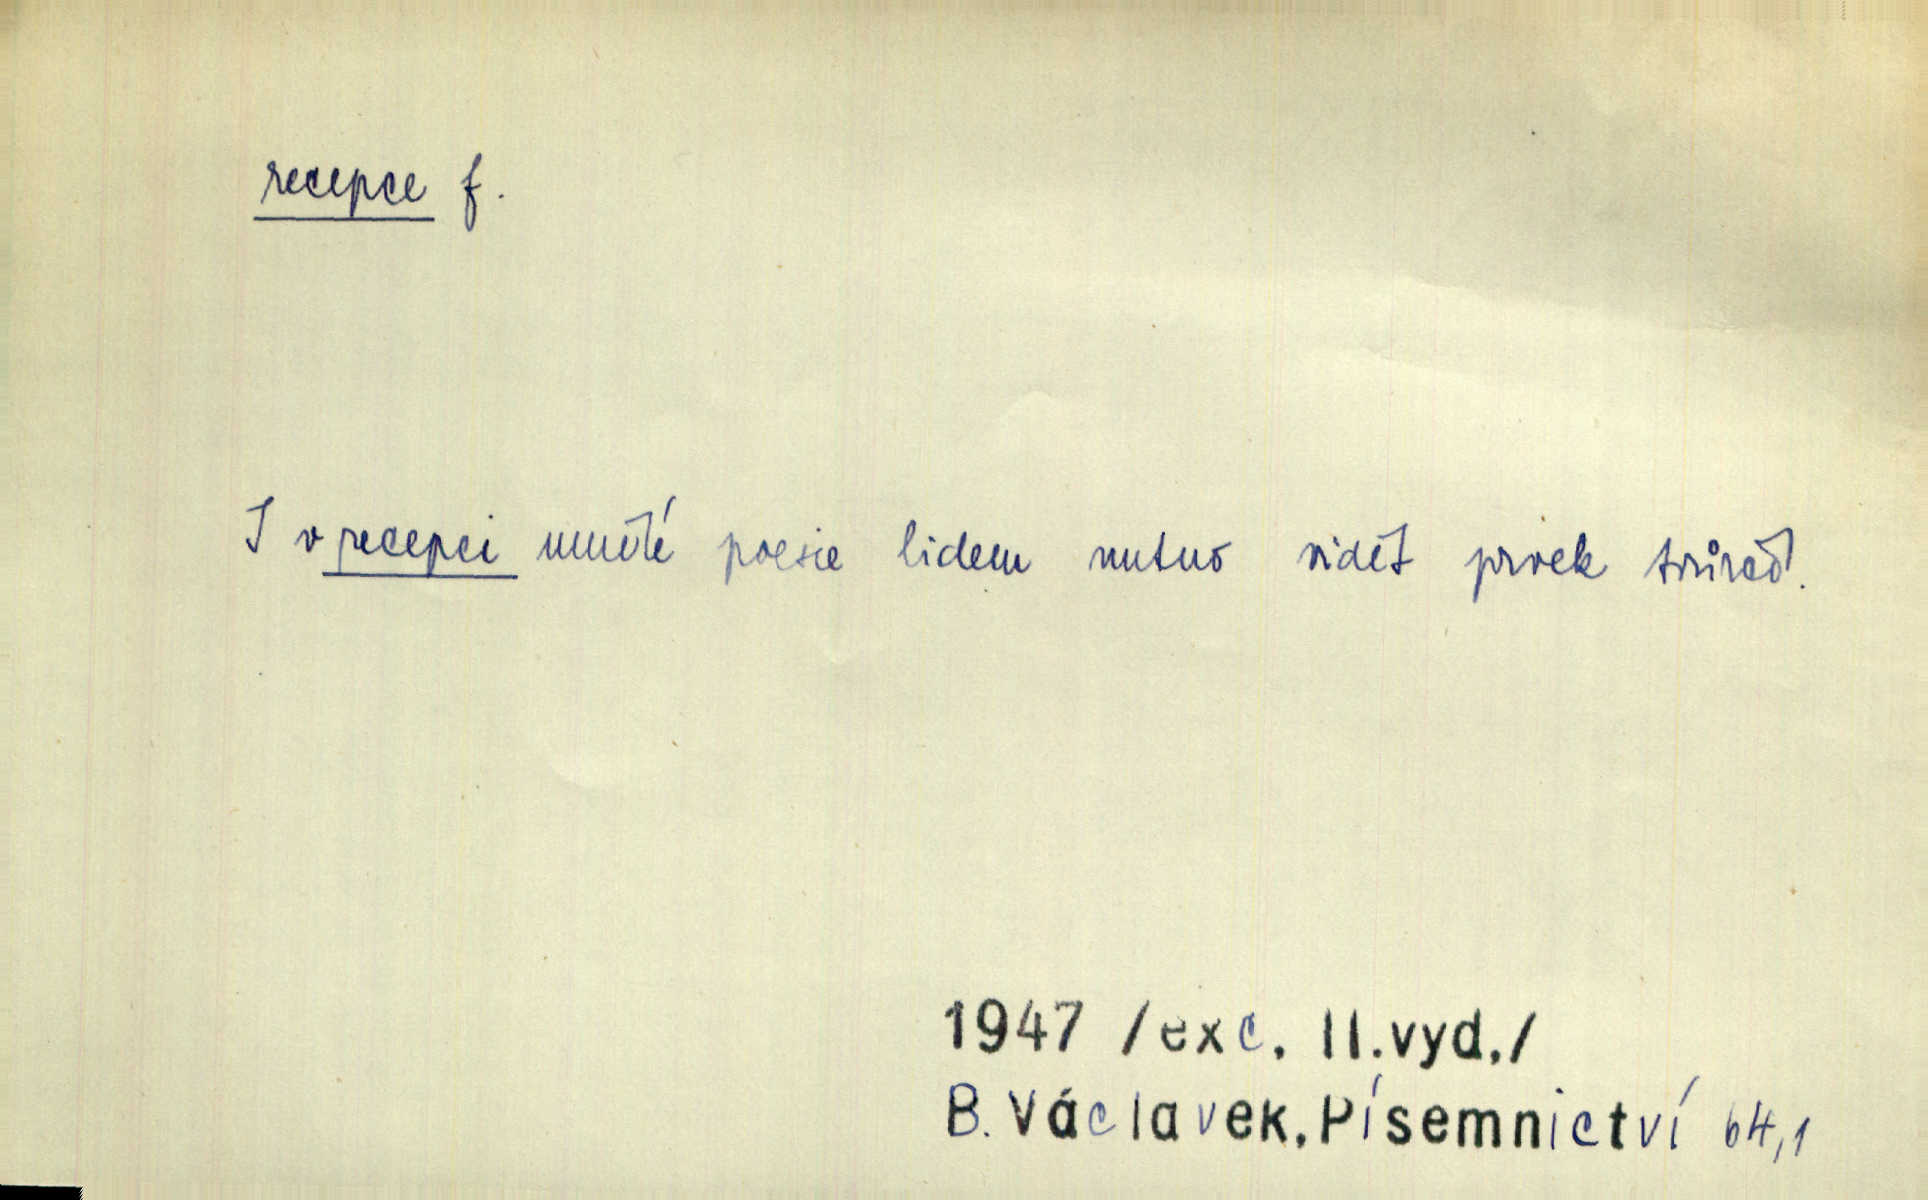 recepce f.
I v recepci umělé poesie lidem nutno vidět prvek tvůrčí.
1947 /exc. II.vyd./
B. Václavek, Písemnictví 64,1